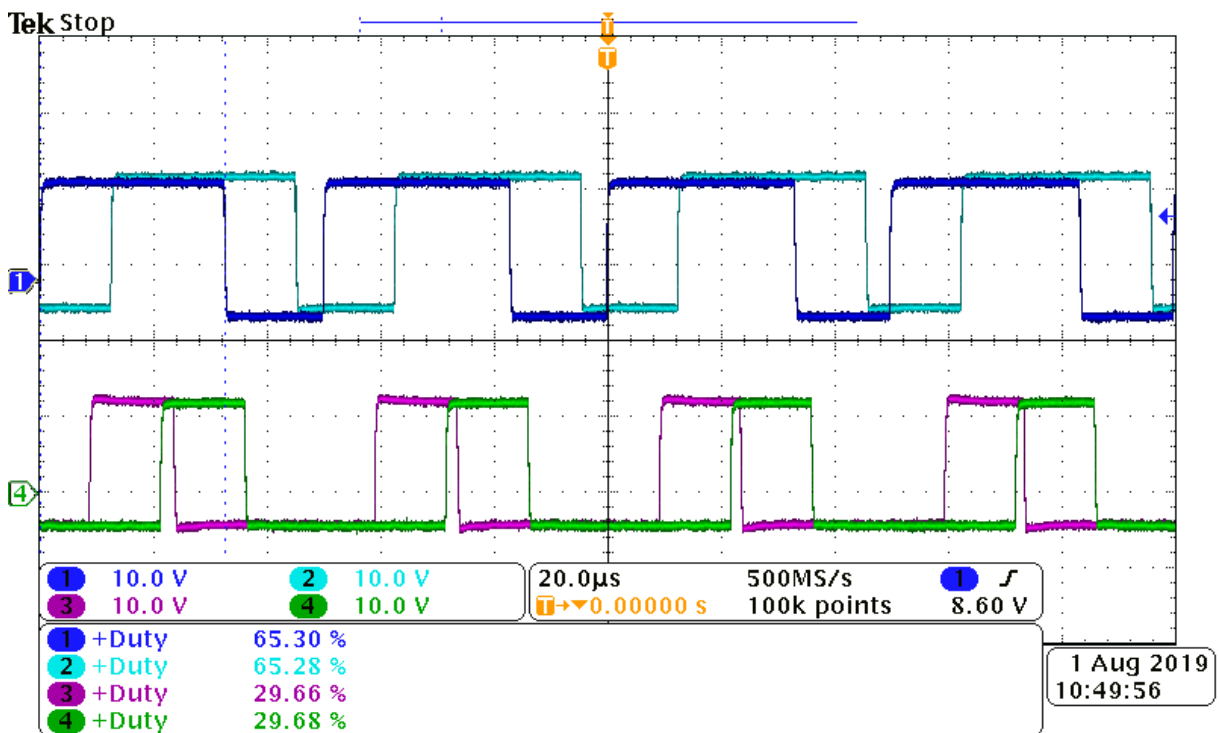 Tek Stop
T
T
1
4
1 10.0 V 2 10.0 V 20.0µs 500MS/s 1
3 10.0 V 4 10.0 V T→▼0.00000 s 100k points 8.60 V
1 +Duty 65.30 %
2 +Duty 65.28 %
3 +Duty 29.66 %
4 +Duty 29.68 %
1 Aug 2019
10:49:56